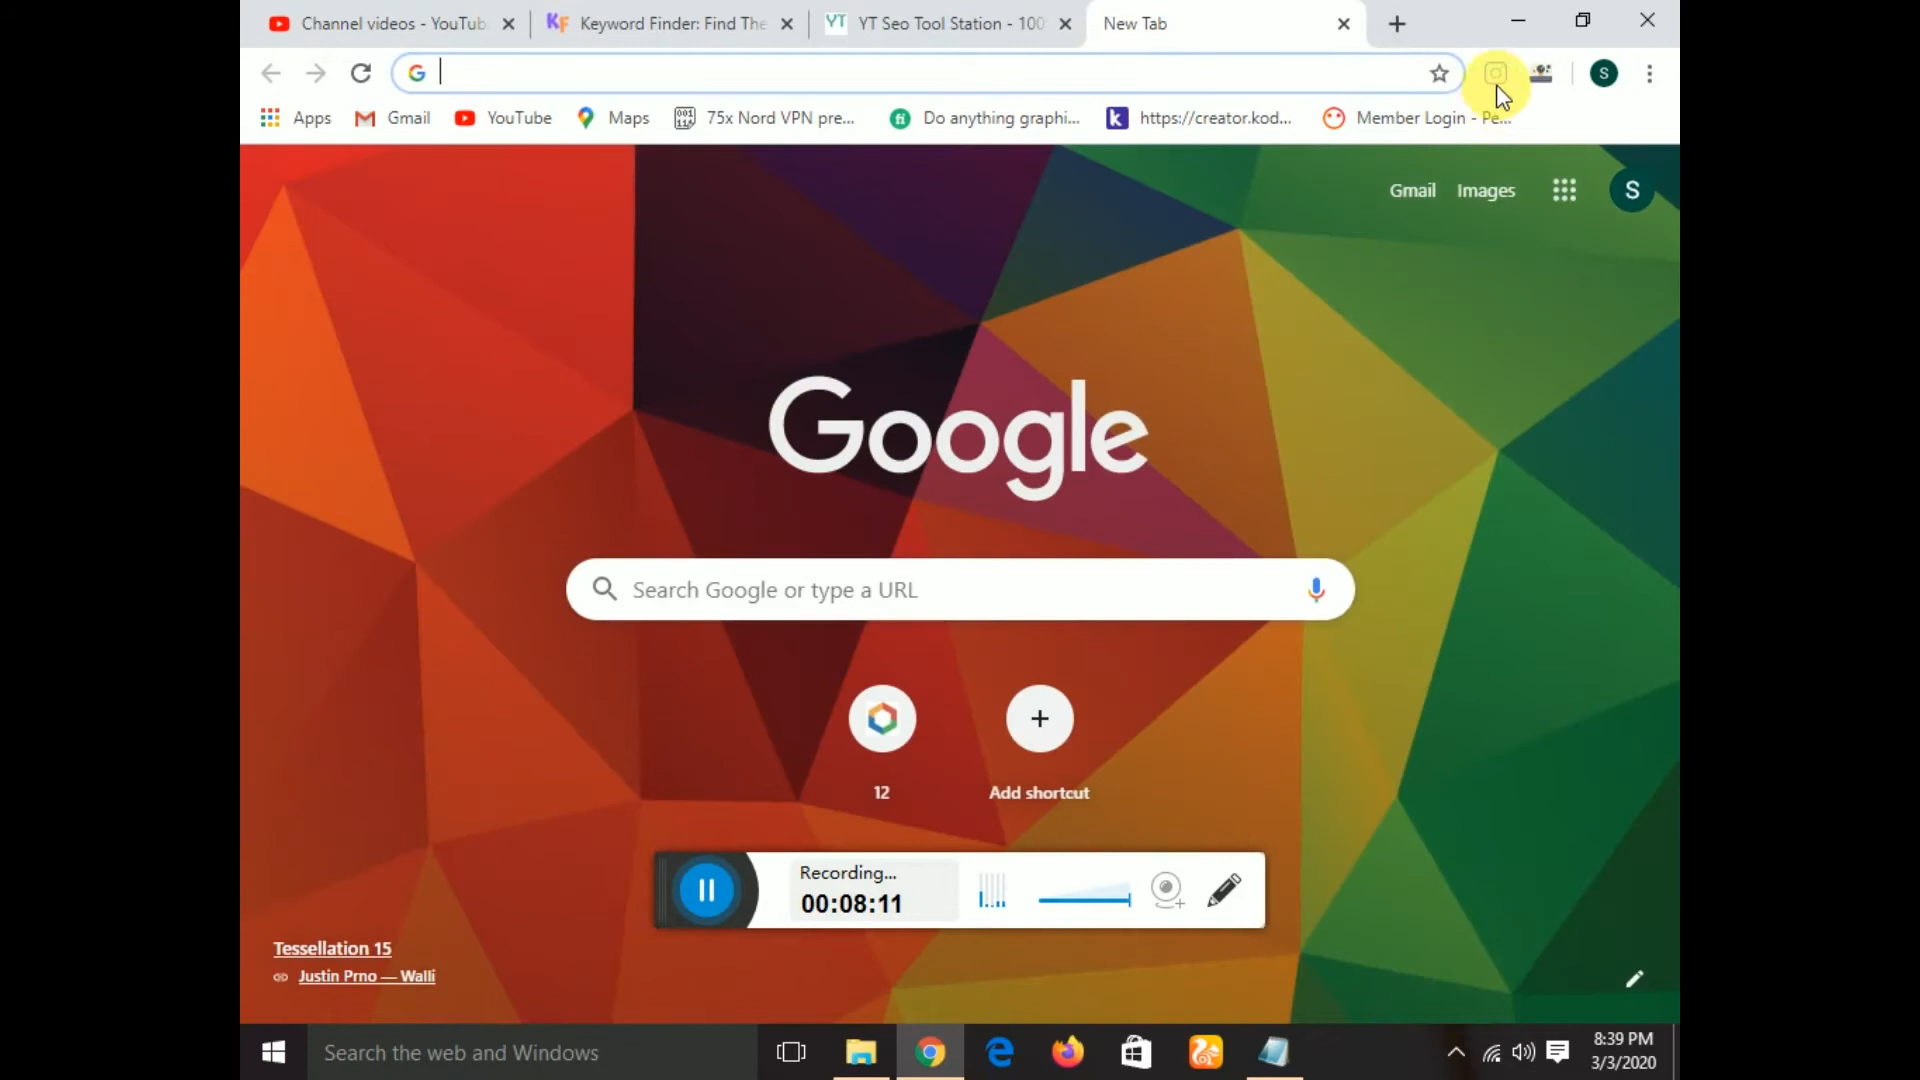 Channel videos - YouTub
Keyword Finder: Find The
YT Seo Tool Station - 100
New Tab
Apps
Gmail
YouTube
Maps
75x Nord VPN pre...
Do anything graphi...
https://creator.kod...
Member Login - Pe...
Gmail
Images
S
Google
Search Google or type a URL
12
Add shortcut
Recording...
00:08:11
Tessellation 15
Justin Prno — Walli
Search the web and Windows
8:39 PM
3/3/2020